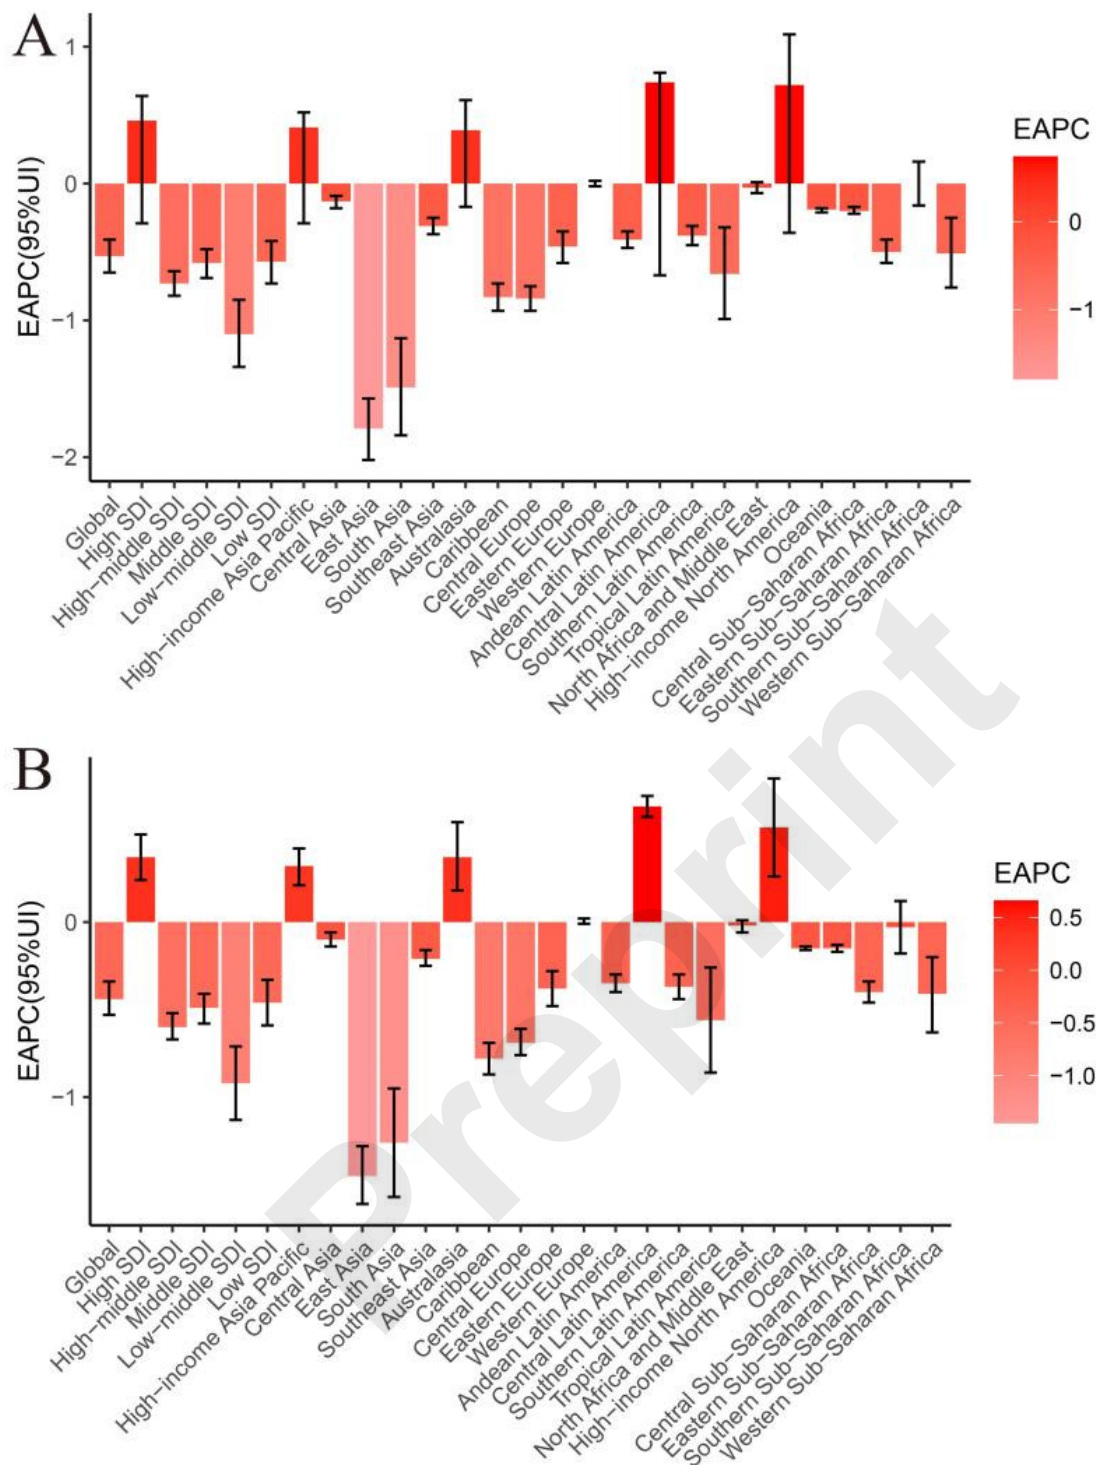 A
EAPC(95%UI)
1
0
−1
−2
Global
High SDI
High−middle SDI
Middle SDI
Low−middle SDI
Low SDI
High−income Asia Pacific
Central Asia
East Asia
South Asia
Southeast Asia
Australasia
Caribbean
Central Europe
Eastern Europe
Western Europe
Andean Latin America
Central Latin America
Southern Latin America
Tropical Latin America
North Africa and Middle East
High−income North America
Oceania
Central Sub−Saharan Africa
Eastern Sub−Saharan Africa
Southern Sub−Saharan Africa
Western Sub−Saharan Africa
EAPC
0
−1
B
EAPC(95%UI)
0
−1
Global
High SDI
High−middle SDI
Middle SDI
Low−middle SDI
Low SDI
High−income Asia Pacific
Central Asia
East Asia
South Asia
Southeast Asia
Australasia
Caribbean
Central Europe
Eastern Europe
Western Europe
Andean Latin America
Central Latin America
Southern Latin America
Tropical Latin America
North Africa and Middle East
High−income North America
Oceania
Central Sub−Saharan Africa
Eastern Sub−Saharan Africa
Southern Sub−Saharan Africa
Western Sub−Saharan Africa
EAPC
0.5
0.0
−0.5
−1.0
Preprint